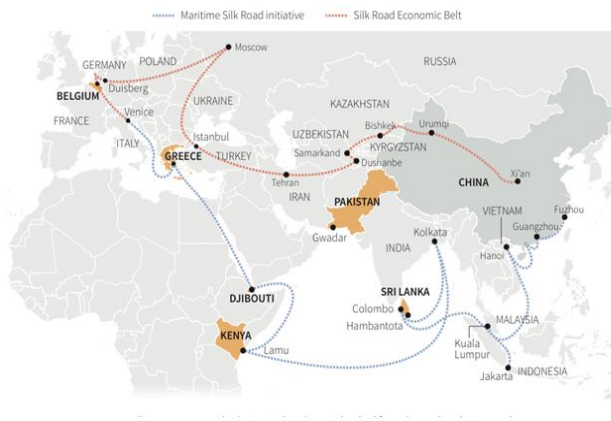 Maritime Silk Road initiative
Silk Road Economic Belt
Moscow
GERMANY
POLAND
RUSSIA
Duisberg
BELGIUM
UKRAINE
KAZAKHSTAN
Venice
FRANCE
Bishkek
Urumqi
UZBEKISTAN
ITALY
Istanbul
KYRGYZSTAN
Samarkand
GREECE
TURKEY
Dushanbe
Xi'an
Tehran
CHINA
IRAN
PAKISTAN
Fuzhou
VIETNAM
Guangzhou
Gwadar
Kolkata
INDIA
Hanoi
SRI LANKA
DJIBOUTI
Colombo
MALAYSIA
Hambantota
KENYA
Kuala
Lumpur
Lamu
INDONESIA
Jakarta